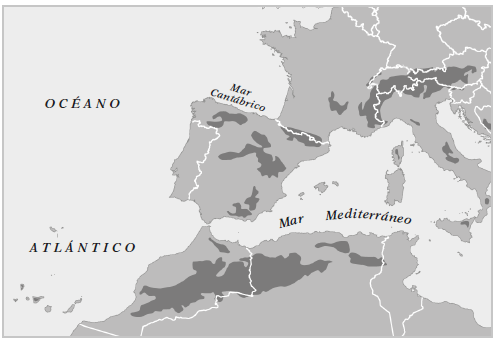 Mar
Cantábrico
OCÉANO
Mar Mediterráneo
ATLÁNTICO